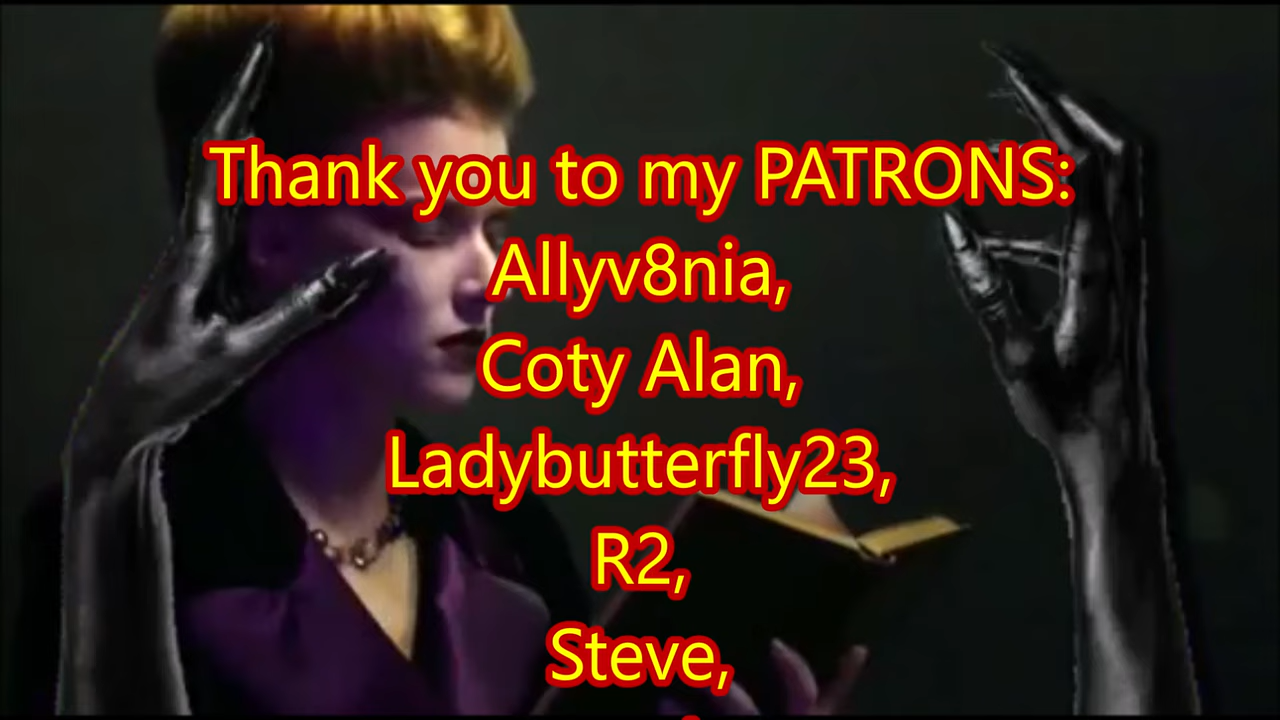 Thank you to my PATRONS:
Allyv8nia,
Coty Alan,
Ladybutterfly23,
R2,
Steve,